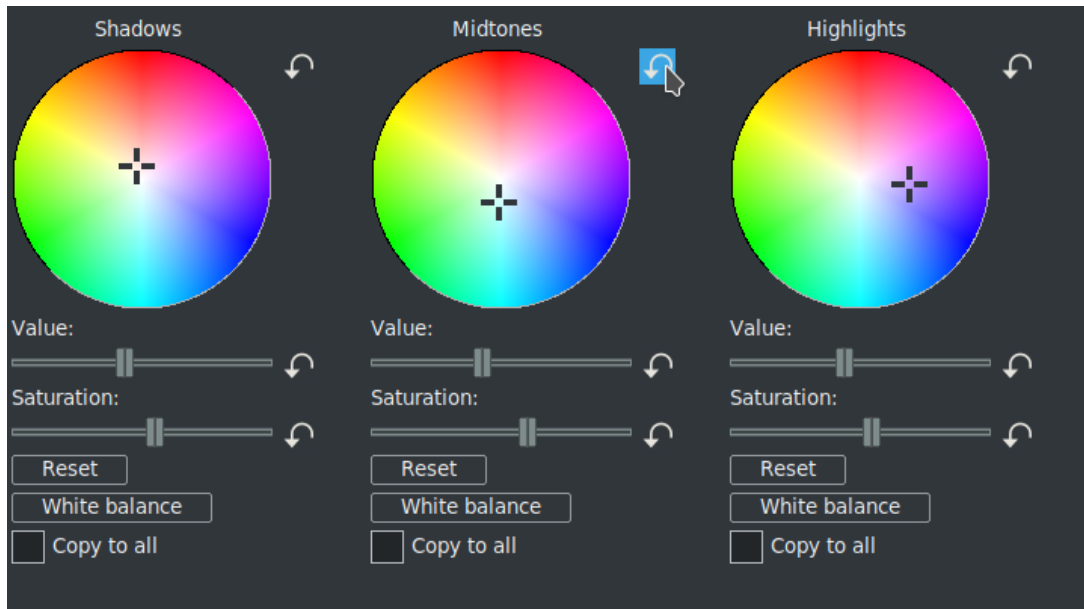 Shadows
Midtones
Highlights
Value:
Value:
Value:
Saturation:
Saturation:
Saturation:
Reset
Reset
Reset
White balance
White balance
White balance
Copy to all
Copy to all
Copy to all